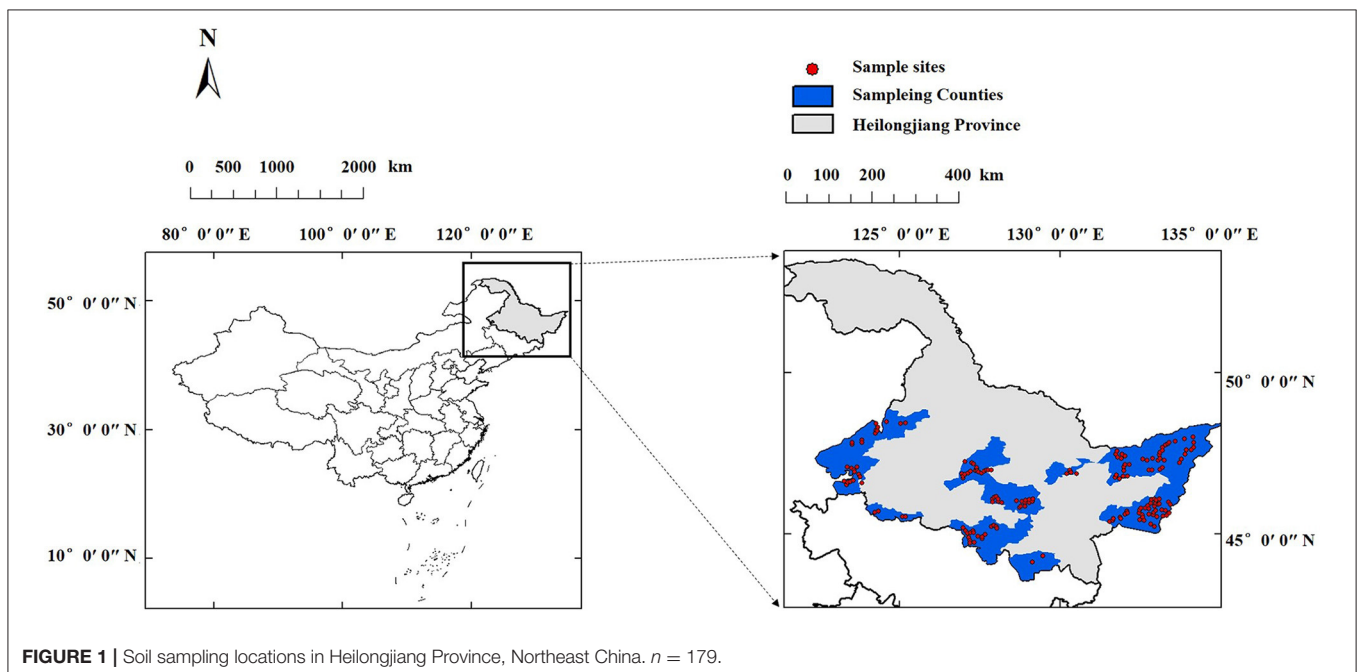 N
0 500 1000 2000 km
80° 0′0″E 100° 0′0″E 120° 0′0″E
50° 0′0″N
30° 0′0″N
10° 0′0″N
Sample sites
Sampleing Counties
Heilongjiang Province
0 100 200 400 km
125° 0′0″E 130° 0′0″E 135° 0′0″E
50° 0′0″N
45° 0′0″N
FIGURE 1 | Soil sampling locations in Heilongjiang Province, Northeast China. n = 179.